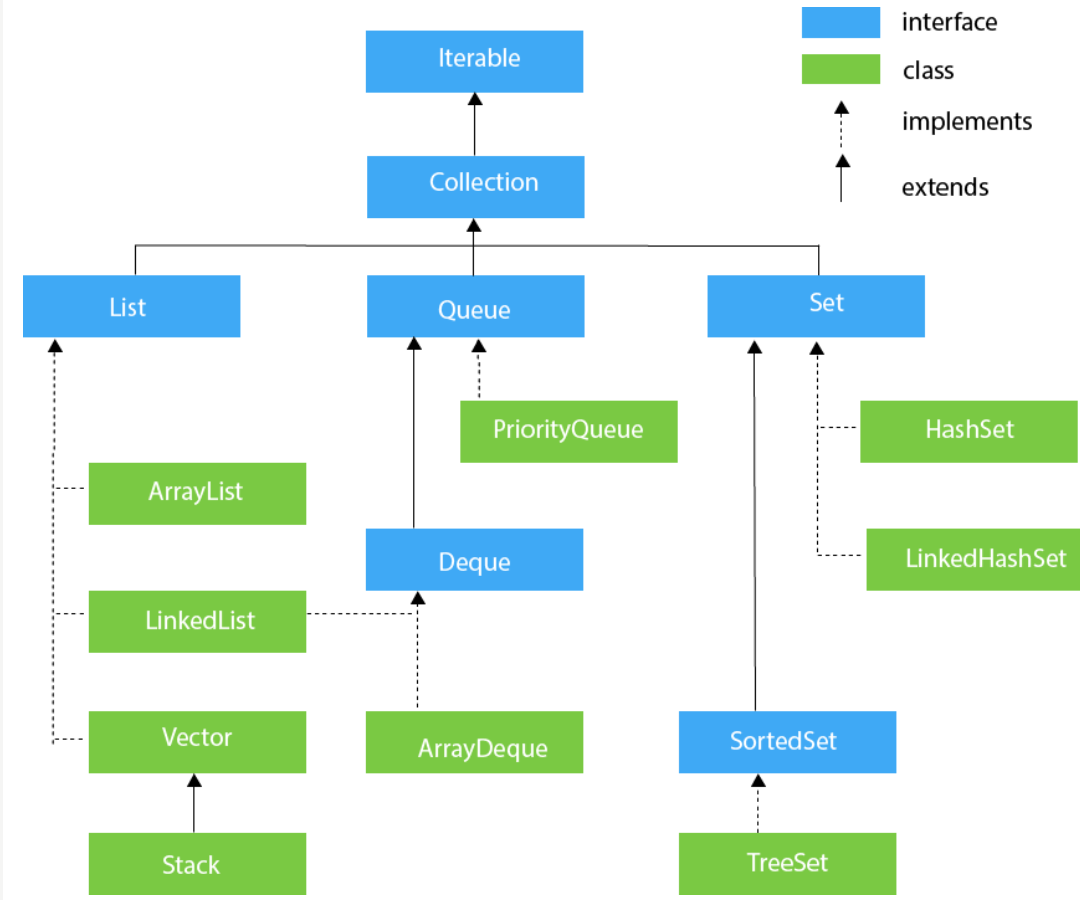 interface
Iterable
class
implements
Collection
extends
List
Queue
Set
PriorityQueue
HashSet
ArrayList
Deque
LinkedHashSet
LinkedList
Vector
ArrayDeque
SortedSet
Stack
TreeSet